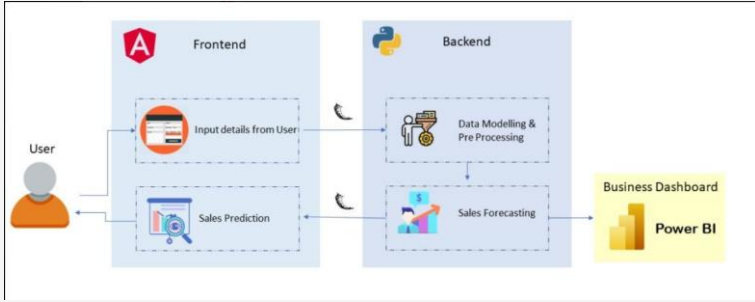 Frontend
Backend
User
Input details from User
Data Modelling &
Pre Processing
Sales Prediction
Sales Forecasting
Business Dashboard
Power BI